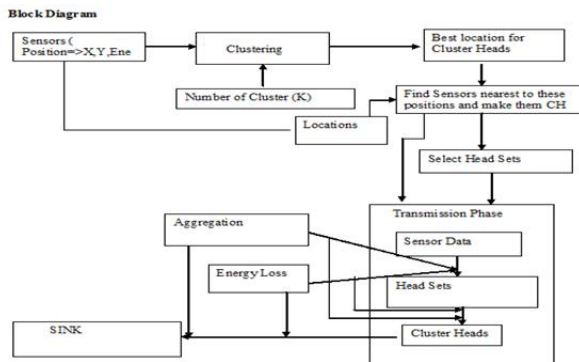 Block Diagram
Sensors (
Position=>X,Y,Ene
Clustering
Best location for
Cluster Heads
Number of Cluster (K)
Find Sensors nearest to these
positions and make them CH
Locations
Select Head Sets
Transmission Phase
Aggregation
Sensor Data
Energy Loss
Head Sets
SINK
Cluster Heads